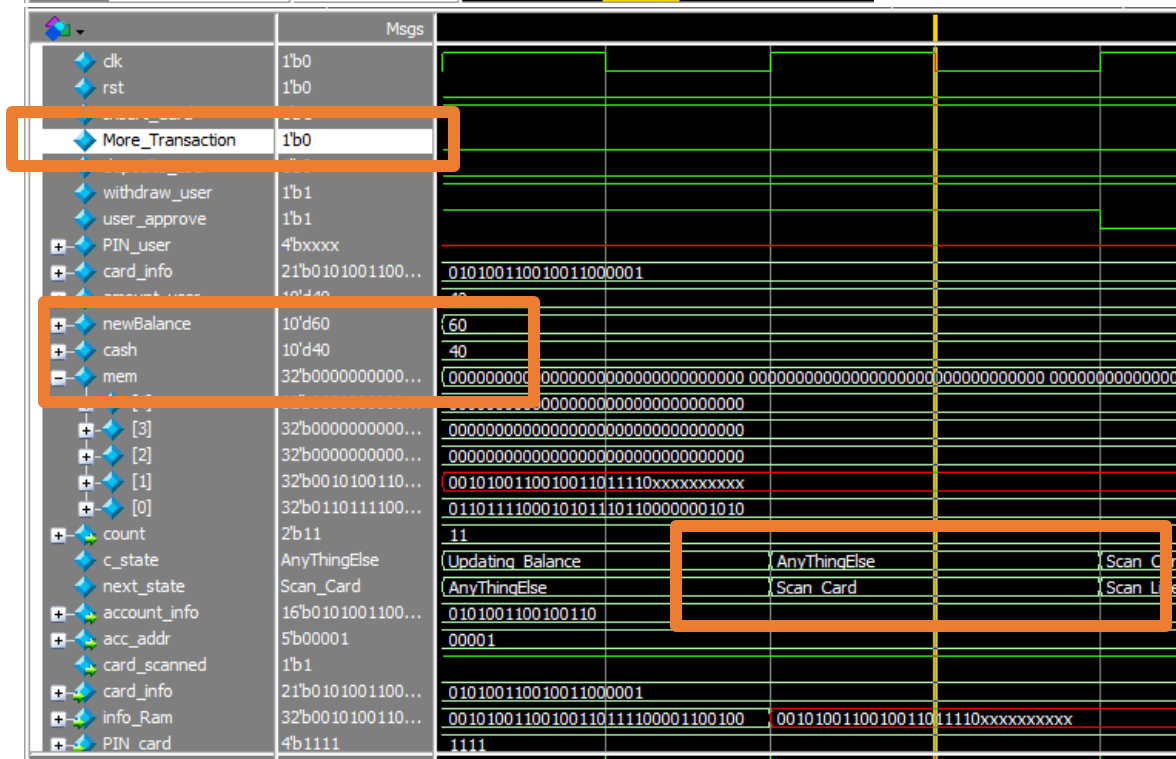 Msgs
clk 1'b0
rst 1'b0
More_Transaction 1'b0
withdraw_user 1'b1
user_approve 1'b1
PIN_user 4'bxxxx
card_info 21'b0101001100... 010100110010011000001
newBalance 10'd60 60
cash 10'd40 40
mem 32'b0000000000... 00000000000000000000000000000000 00000000000000000000000000000000 00000000000000
00000000000000000000000000000000
[3] 32'b0000000000... 00000000000000000000000000000000
[2] 32'b0000000000... 00000000000000000000000000000000
[1] 32'b0010100110... 0010100110010011011110xxxxxxxxxx
[0] 32'b0110111100... 01101111000101011101100000001010
count 2'b11 11
c_state AnyThingElse Updating_Balance AnyThingElse Scan
next_state Scan_Card AnyThingElse Scan_Card Scan
account_info 16'b0101001100... 0101001100100110
acc_addr 5'b00001 00001
card_scanned 1'b1
card_info 21'b0101001100... 010100110010011000001
info_Ram 32'b0010100110... 00101001100100110111100001100100 0010100110010011011110xxxxxxxxxx
PIN_card 4'b1111 1111